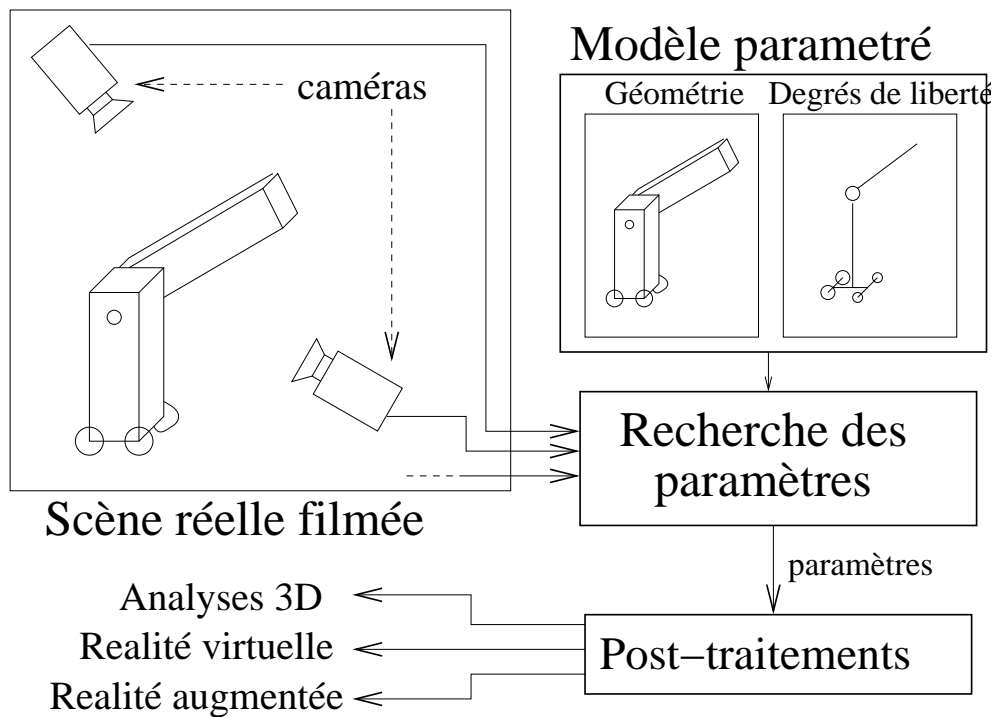 caméras
Scène réelle filmée
Modèle parametré
Géométrie
Degrés de liberté
Recherche des
paramètres
paramètres
Post-traitements
Analyses 3D
Realité virtuelle
Realité augmentée